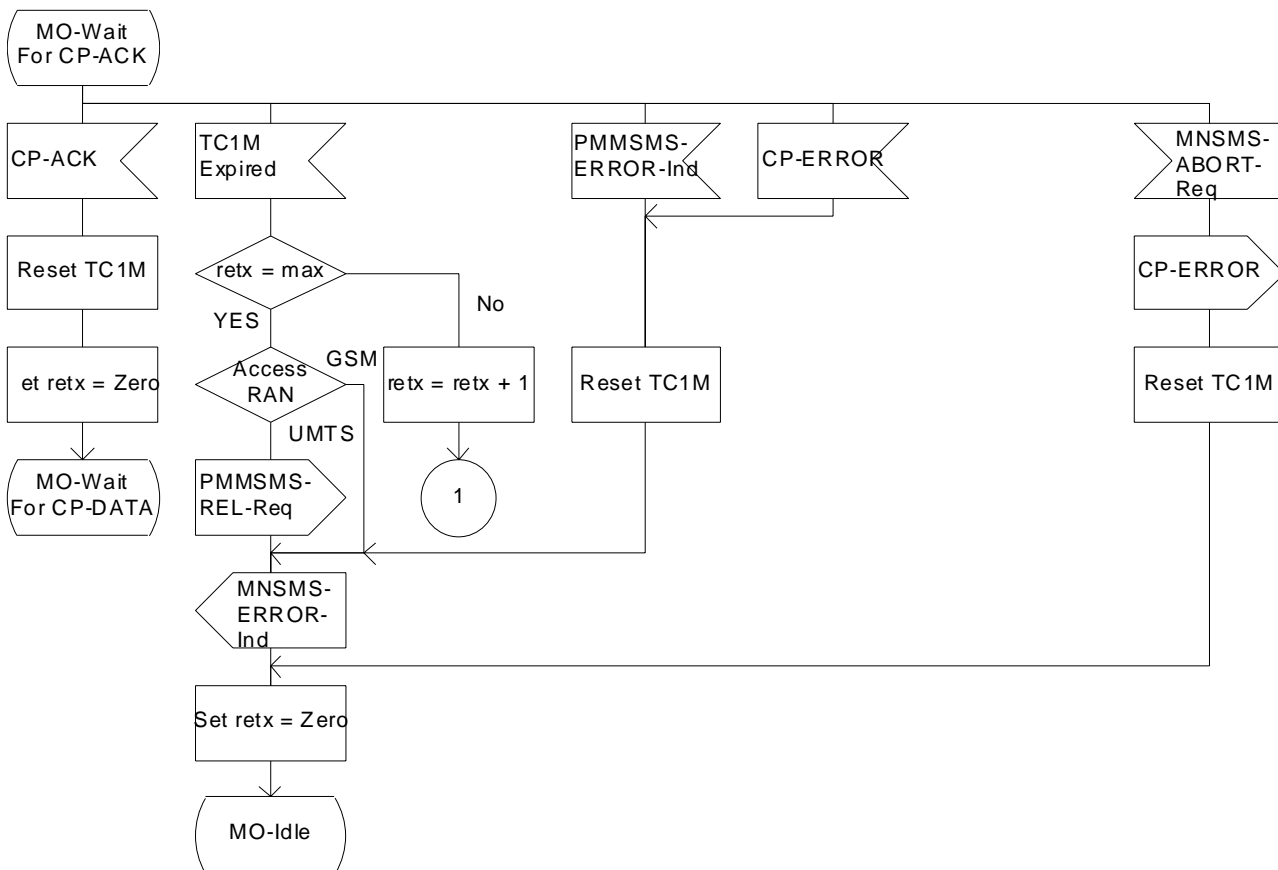 MO-Wait
For CP-ACK
CP-ACK
TC1M
Expired
PMMSMS-
ERROR-Ind
CP-ERROR
MNSMS-
ABORT-
Req
Reset TC1M
retx = max
No
YES
CP-ERROR
et retx = Zero
Access
RAN
GSM
UMTS
retx = retx + 1
Reset TC1M
Reset TC1M
MO-Wait
For CP-DATA
PMMSMS-
REL-Req
1
MNSMS-
ERROR-
Ind
Set retx = Zero
MO-Idle